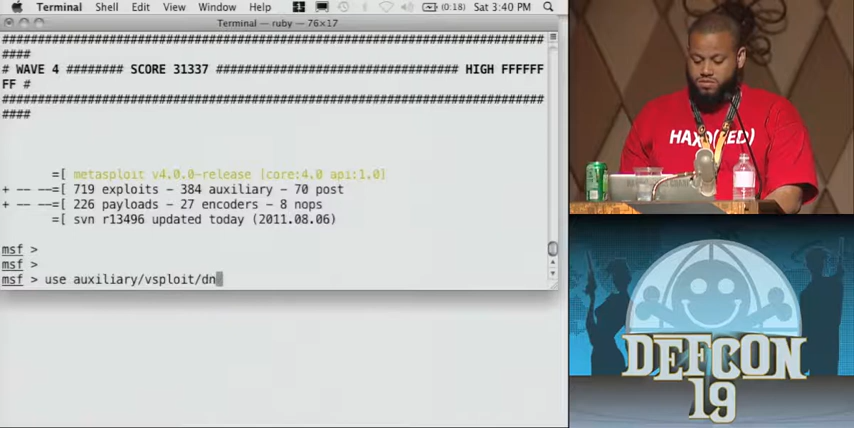 Terminal Shell Edit View Window Help (0:18) Sat 3:40 PM
Terminal — ruby — 76×17
############################################################################
####
# WAVE 4 ######## SCORE 31337 ################################## HIGH FFFFFF
FF #
############################################################################
####
=[ metasploit v4.0.0-release [core:4.0 api:1.0]
+ -- --=[ 719 exploits - 384 auxiliary - 70 post
+ -- --=[ 226 payloads - 27 encoders - 8 nops
=[ svn r13496 updated today (2011.08.06)
msf >
msf >
msf > use auxiliary/vsploit/dn
HAXO(RED)
DEFCON
19